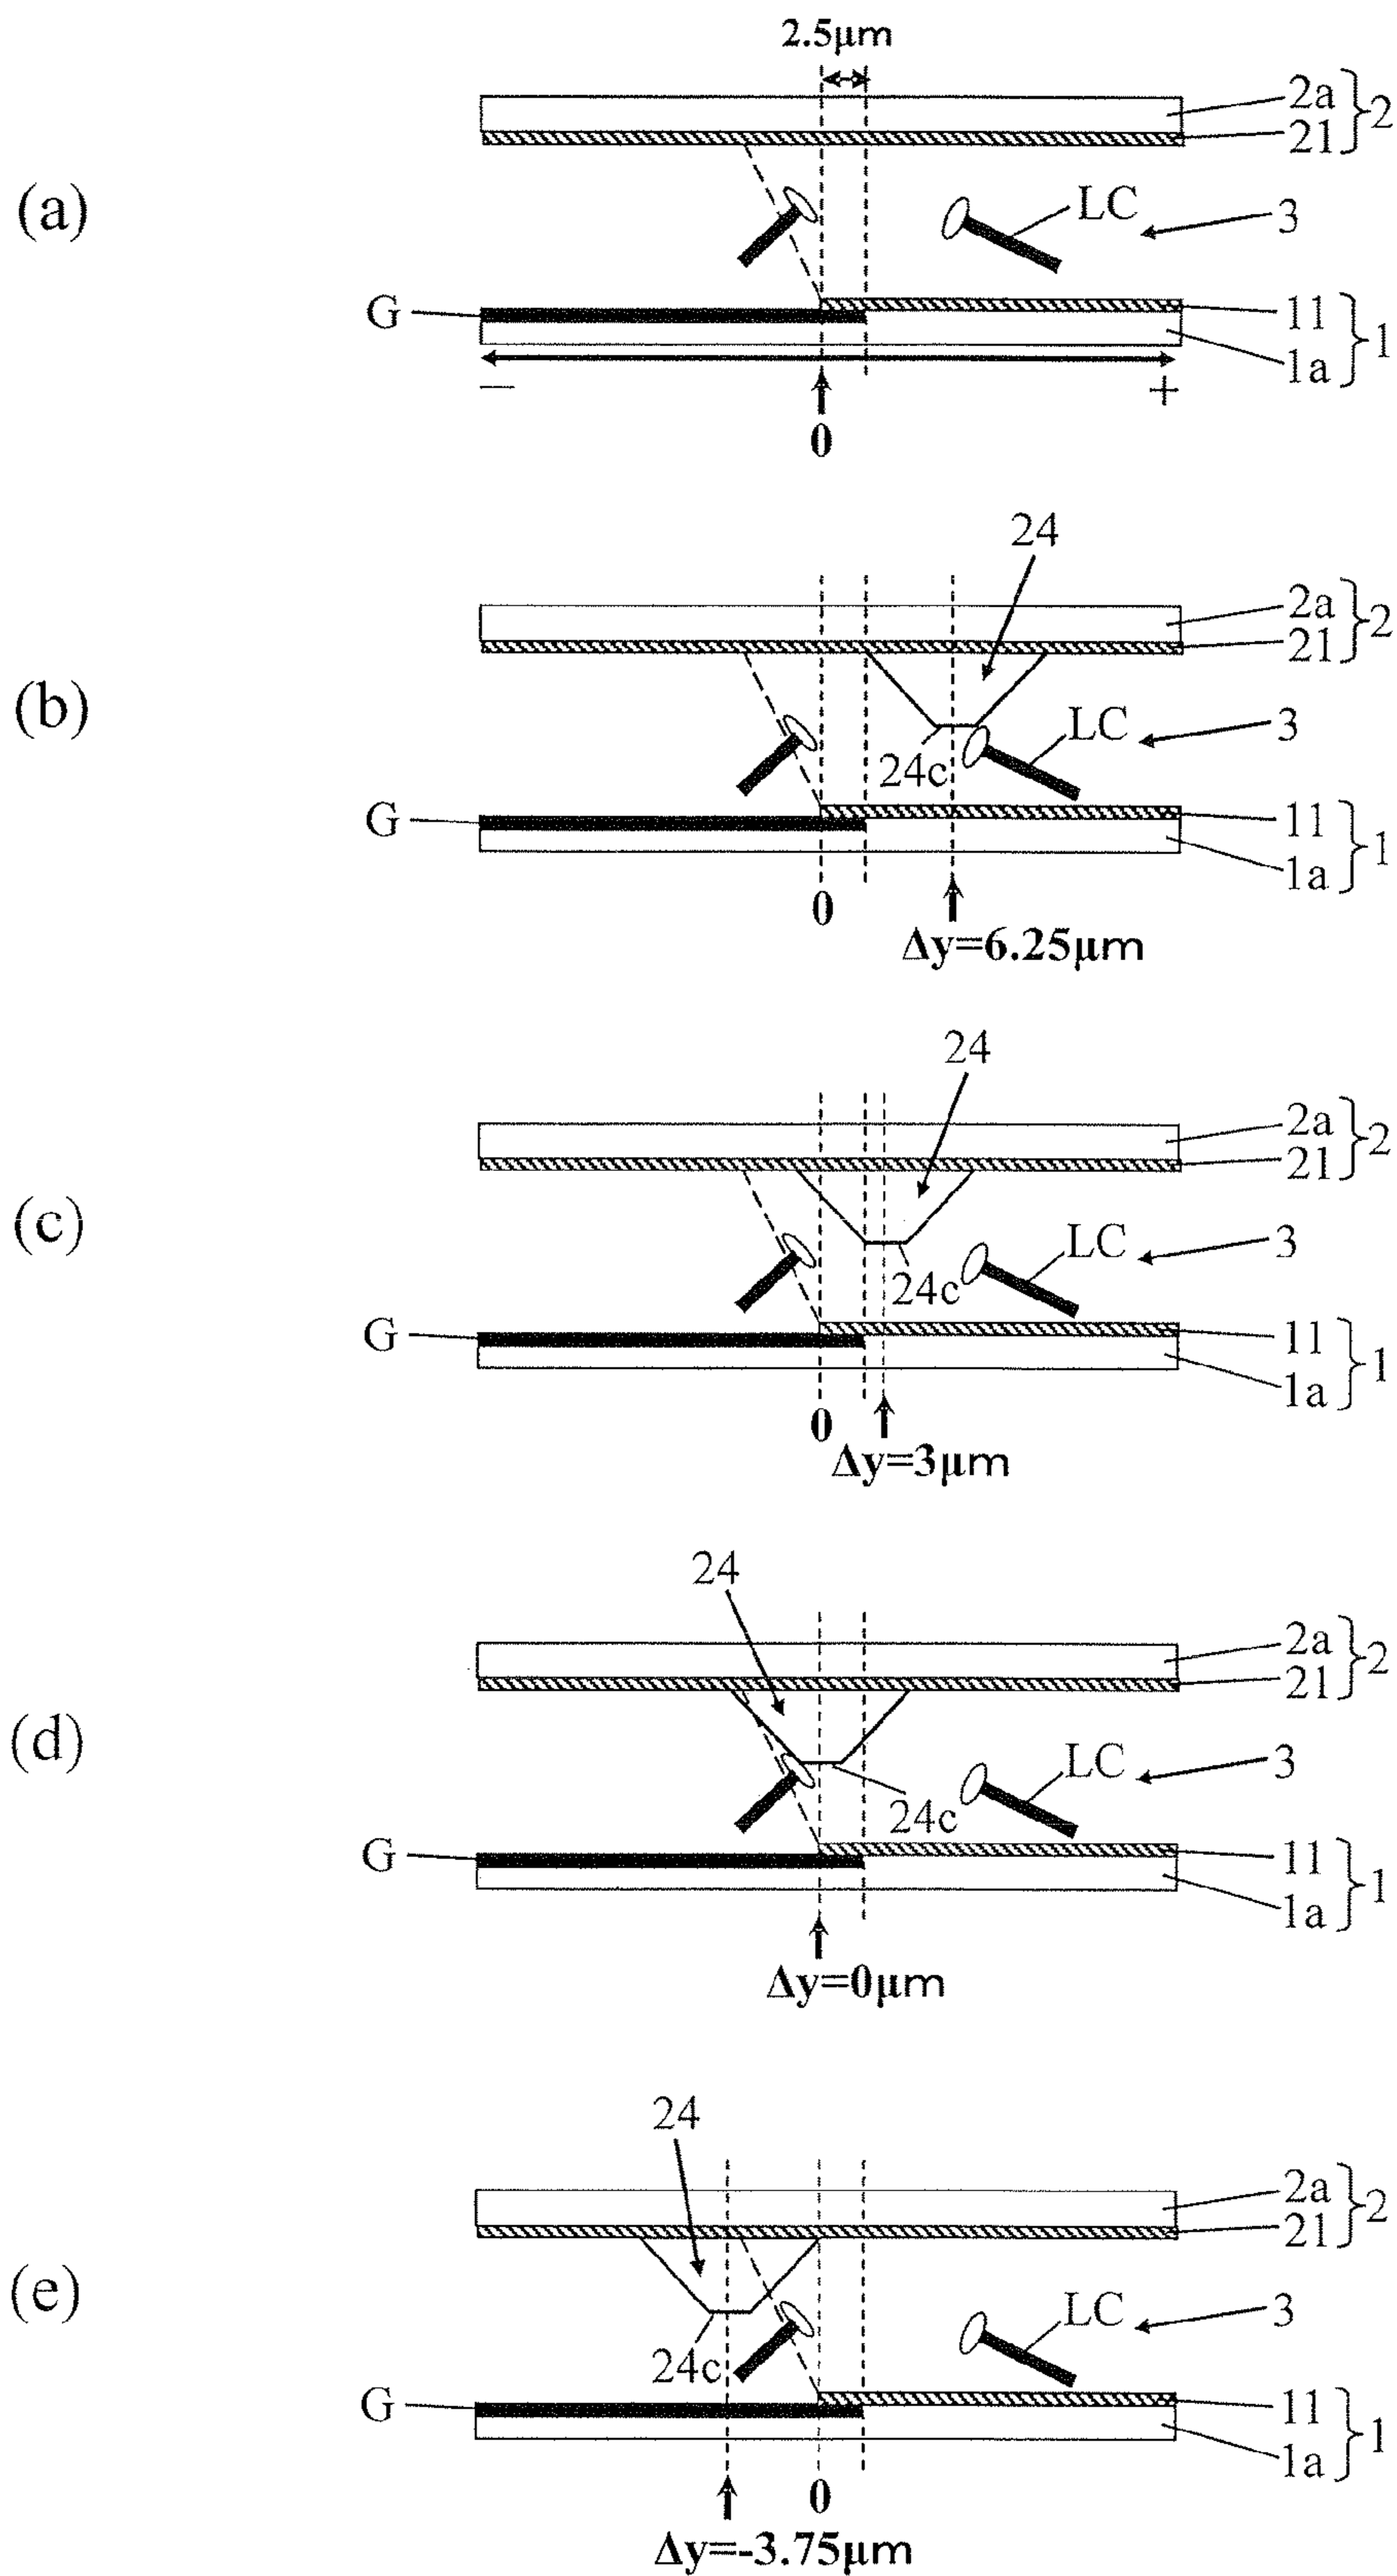 2.5μm
2a
2
21
(a)
LC
3
G
11
1
1a
—
+
0
24
2a
2
21
(b)
LC
3
24c
G
11
1
1a
0
Δy=6.25μm
24
2a
2
21
(c)
LC
3
24c
G
11
1
1a
0
Δy=3μm
24
2a
2
21
(d)
LC
3
24c
G
11
1
1a
Δy=0μm
24
2a
2
21
(e)
LC
3
24c
G
11
1
1a
0
Δy=-3.75μm